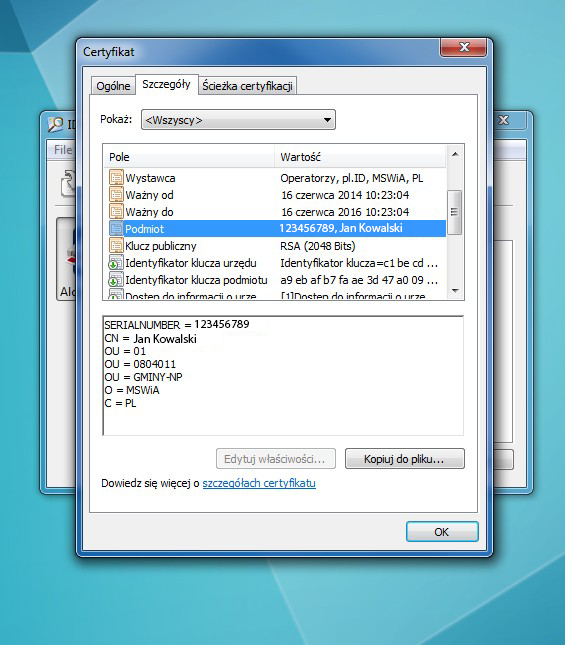 Certyfikat
Ogólne Szczegóły Ścieżka certyfikacji
File
Pokaż: <Wszyscy>
Pole Wartość
Wystawca Operatorzy, pl.ID, MSWiA, PL
Ważny od 16 czerwca 2014 10:23:04
Ważny do 16 czerwca 2016 10:23:04
Podmiot 123456789, Jan Kowalski
Klucz publiczny RSA (2048 Bits)
Identyfikator klucza urzędu Identyfikator klucza=c1 be cd ...
Identyfikator klucza podmiotu a9 eb af b7 fa ae 3d 47 a0 09 ...
Dostęp do informacji o urzę... [1]Dostęp do informacji o urze...
SERIALNUMBER = 123456789
CN = Jan Kowalski
OU = 01
OU = 0804011
OU = GMINY-NP
O = MSWiA
C = PL
Edytuj właściwości... Kopiuj do pliku...
Dowiedz się więcej o szczegółach certyfikatu
OK